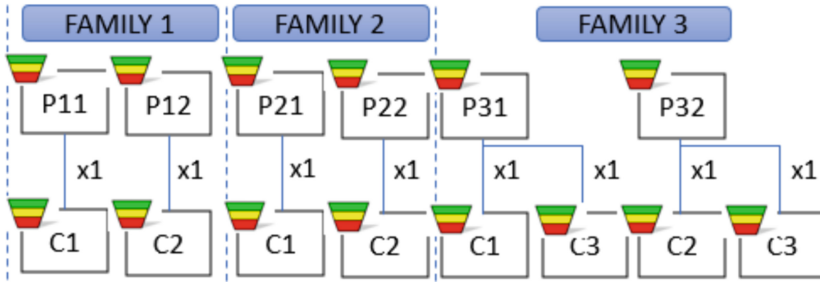 FAMILY 1 FAMILY 2 FAMILY 3
P11 P12 P21 P22 P31 P32
x1 x1 x1 x1 x1 x1 x1 x1
C1 C2 C1 C2 C1 C3 C2 C3